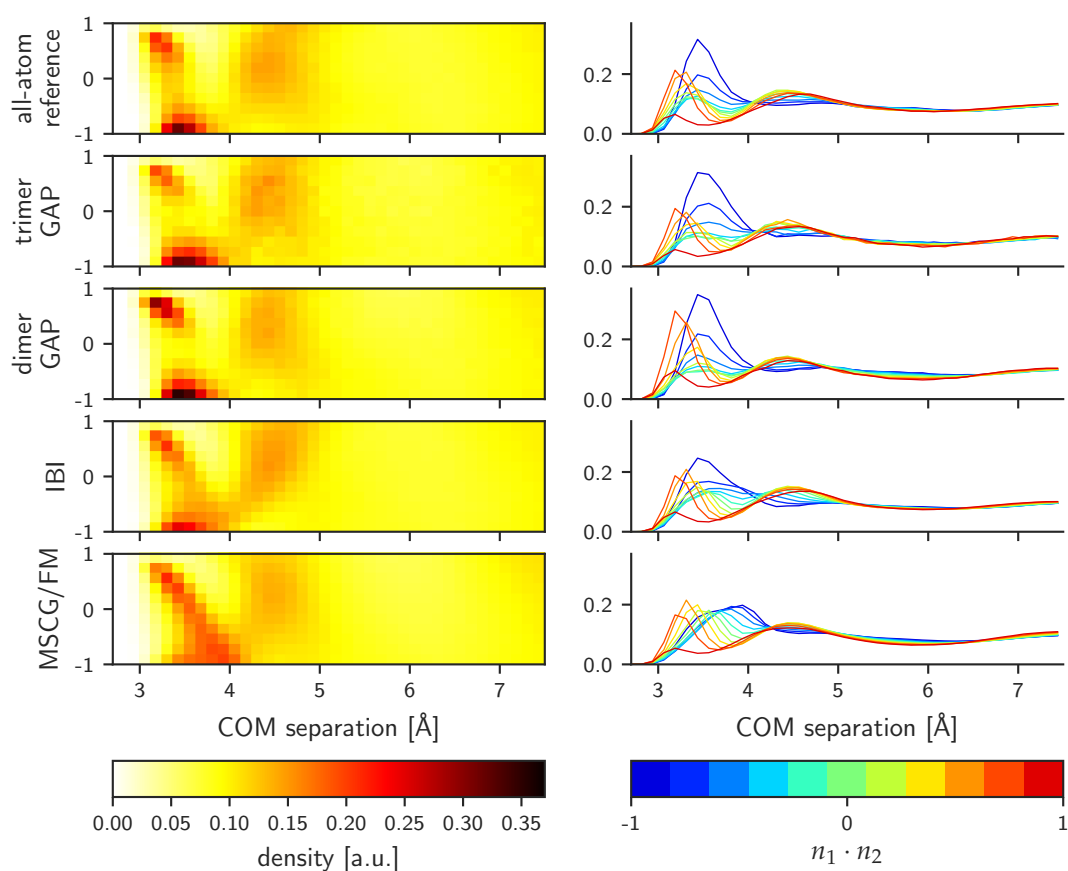 all-atom
reference
1
0
-1
0.2
0.0
trimer
GAP
1
0
-1
0.2
0.0
dimer
GAP
1
0
-1
0.2
0.0
IBI
1
0
-1
0.2
0.0
MSCG/FM
1
0
-1
0.2
0.0
3 4 5 6 7
3 4 5 6 7
COM separation [Å]
COM separation [Å]
0.00 0.05 0.10 0.15 0.20 0.25 0.30 0.35
density [a.u.]
-1 0 1
n₁ · n₂